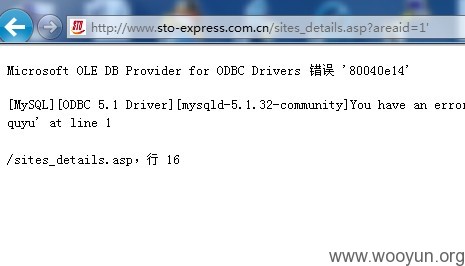 http://www.sto-express.com.cn/sites_details.asp?areaid=1'
Microsoft OLE DB Provider for ODBC Drivers 错误 '80040e14'
[MySQL][ODBC 5.1 Driver][mysqld-5.1.32-community]You have an error
quyu' at line 1
/sites_details.asp，行 16
www.wooyun.org